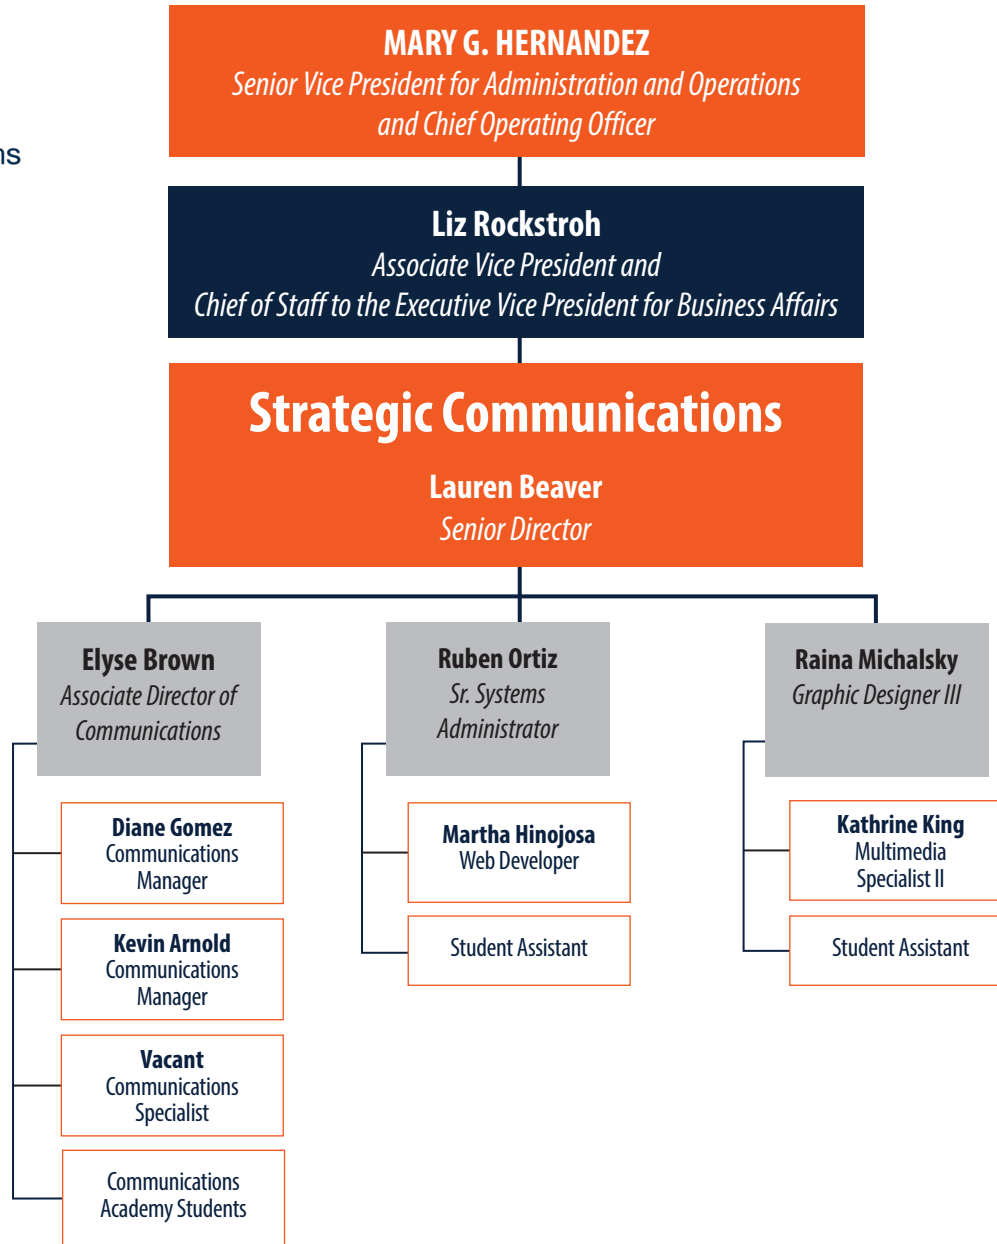 MARY G. HERNANDEZ
Senior Vice President for Administration and Operations
and Chief Operating Officer
Liz Rockstroh
Associate Vice President and
Chief of Staff to the Executive Vice President for Business Affairs
Strategic Communications
Lauren Beaver
Senior Director
Elyse Brown
Associate Director of
Communications
Diane Gomez
Communications
Manager
Kevin Arnold
Communications
Manager
Vacant
Communications
Specialist
Communications
Academy Students
Ruben Ortiz
Sr. Systems
Administrator
Martha Hinojosa
Web Developer
Student Assistant
Raina Michalsky
Graphic Designer III
Kathrine King
Multimedia
Specialist II
Student Assistant